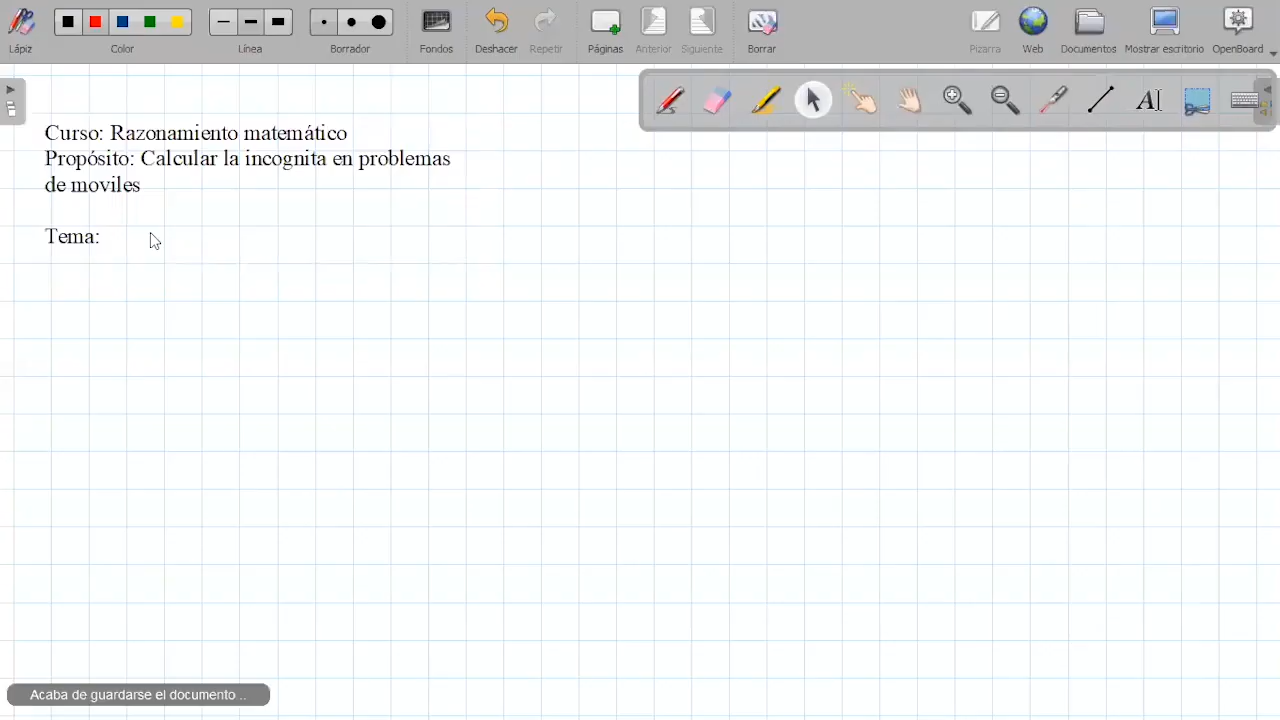 Lápiz
Color
Línea
Borrador
Fondos
Deshacer
Repetir
Páginas
Anterior
Siguiente
Borrar
Pizarra
Web
Documentos
Mostrar escritorio
OpenBoard
Curso: Razonamiento matemático
Propósito: Calcular la incognita en problemas
de moviles
Tema:
Acaba de guardarse el documento ..